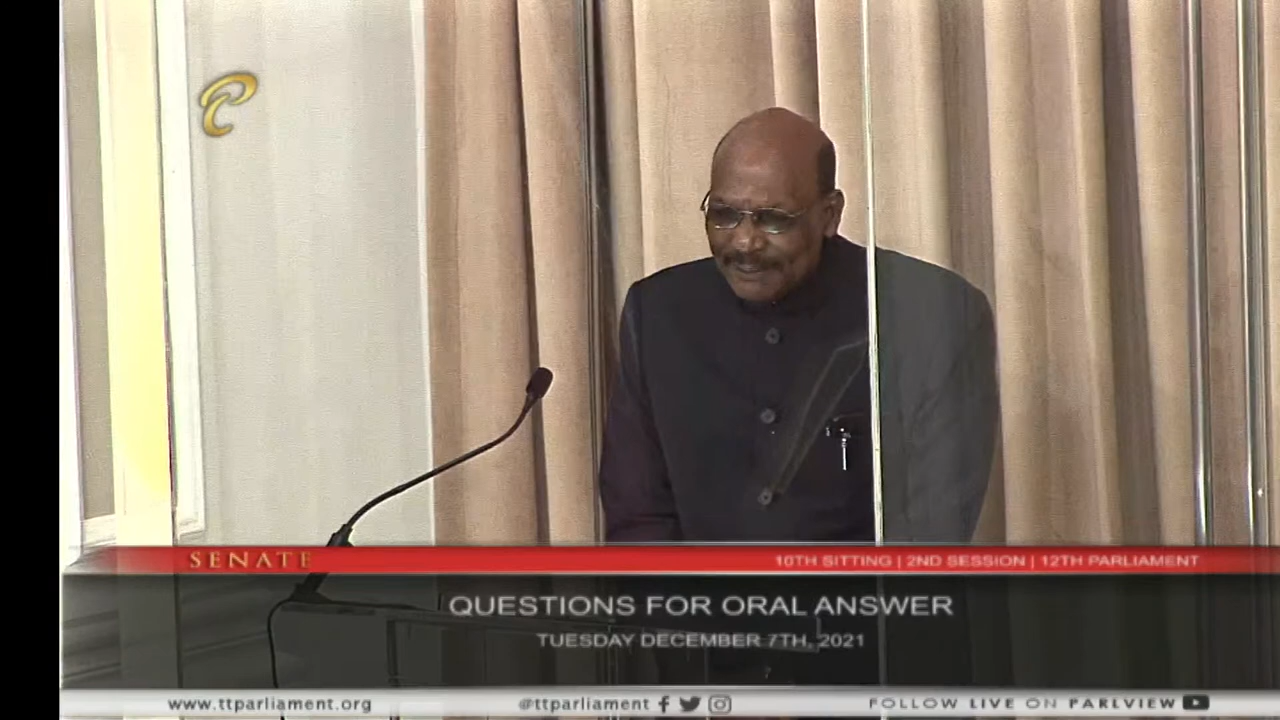 SENATE
10TH SITTING | 2ND SESSION | 12TH PARLIAMENT
QUESTIONS FOR ORAL ANSWER
TUESDAY DECEMBER 7TH, 2021
www.ttparliament.org
@ttparliament
FOLLOW LIVE ON PARLVIEW